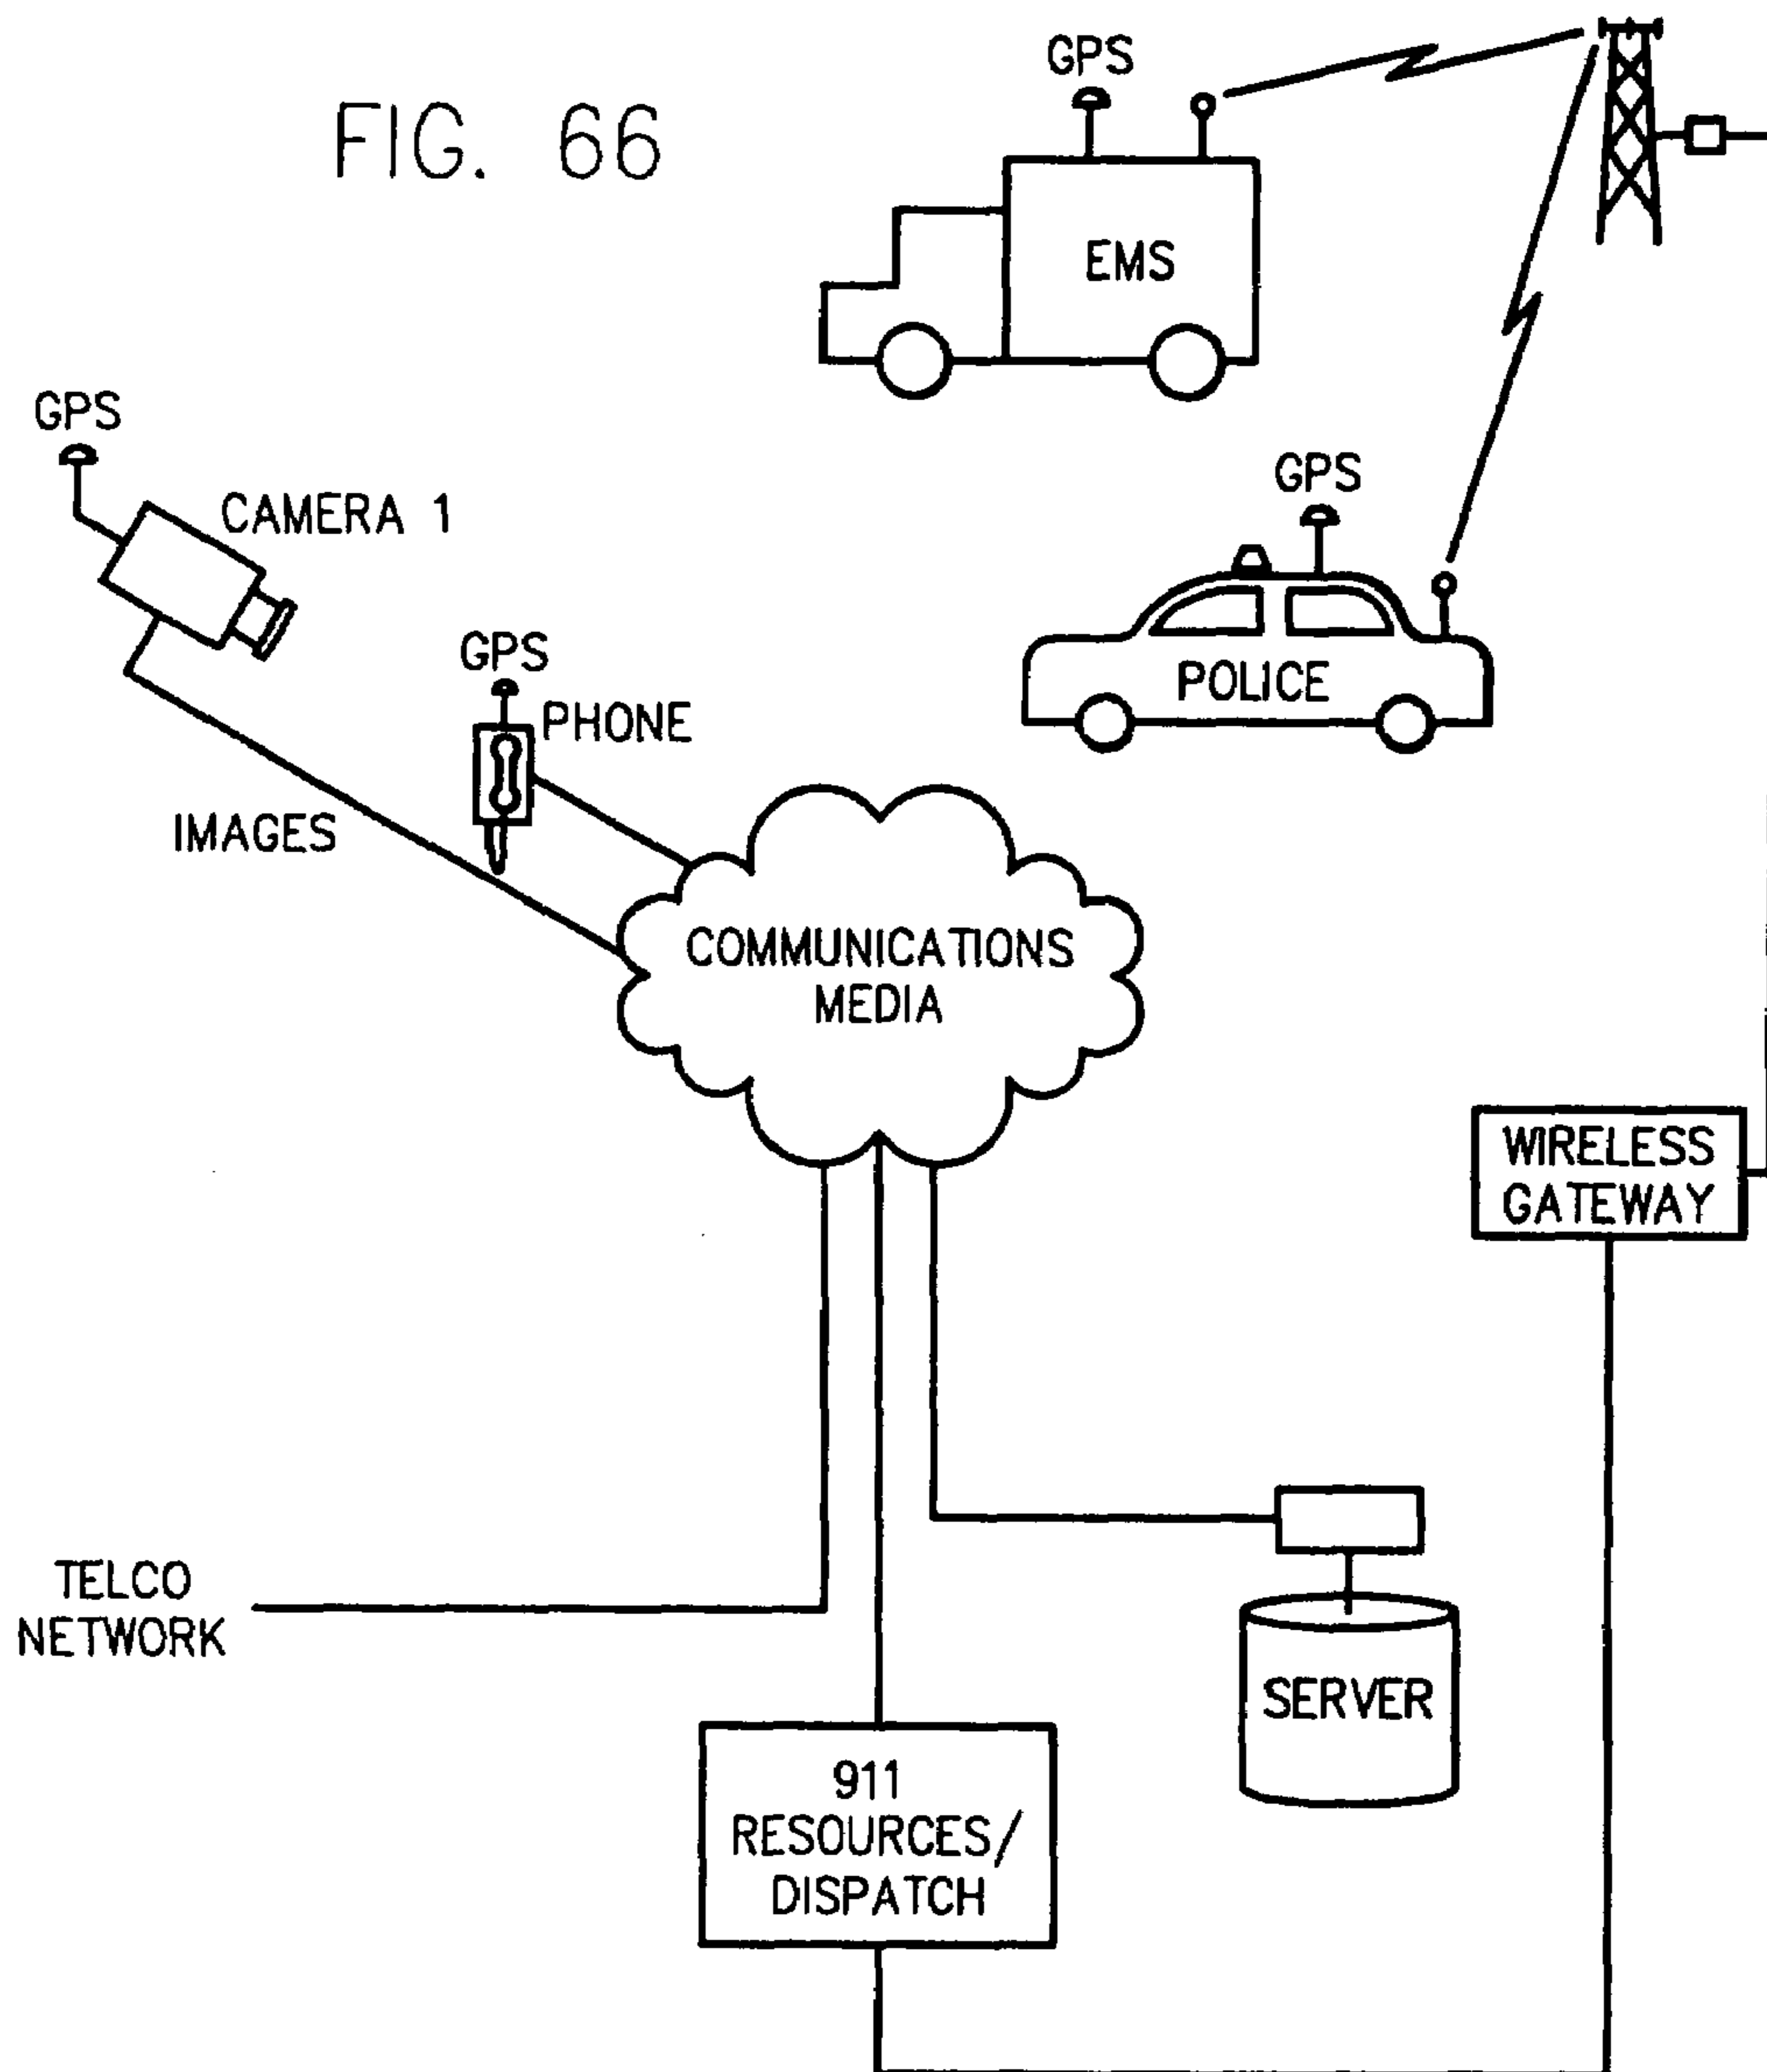 FIG. 66
GPS
EMS
GPS
CAMERA 1
GPS
POLICE
GPS
PHONE
IMAGES
COMMUNICATIONS
MEDIA
WIRELESS
GATEWAY
TELCO
NETWORK
SERVER
911
RESOURCES/
DISPATCH